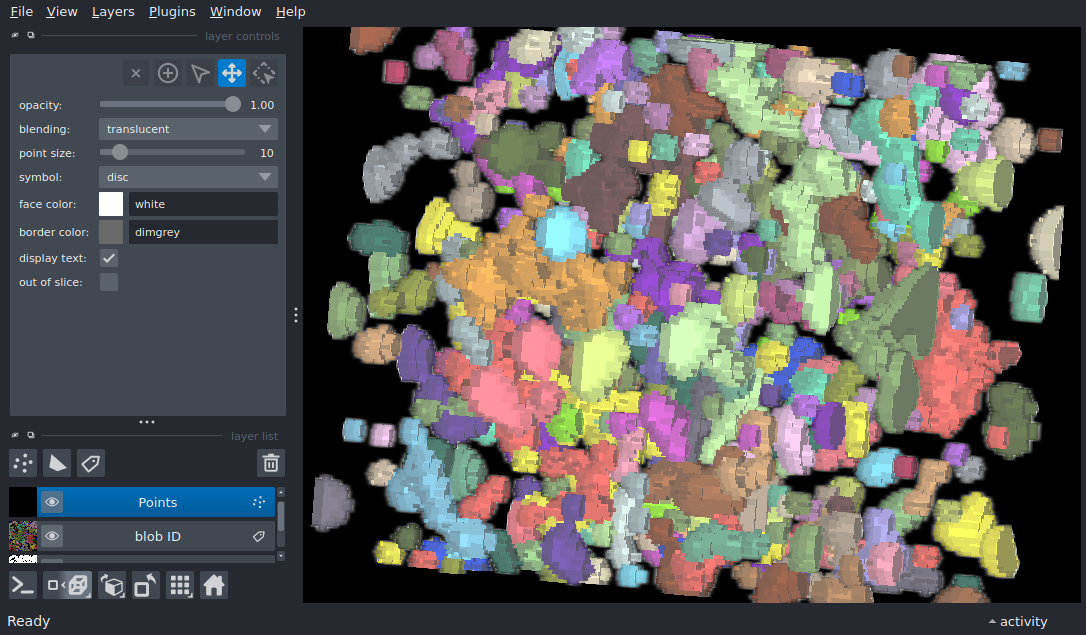 File View Layers Plugins Window Help
layer controls
opacity: 1.00
blending: translucent
point size: 10
symbol: disc
face color: white
border color: dimgrey
display text:
out of slice:
layer list
Points
blob ID
Ready
activity